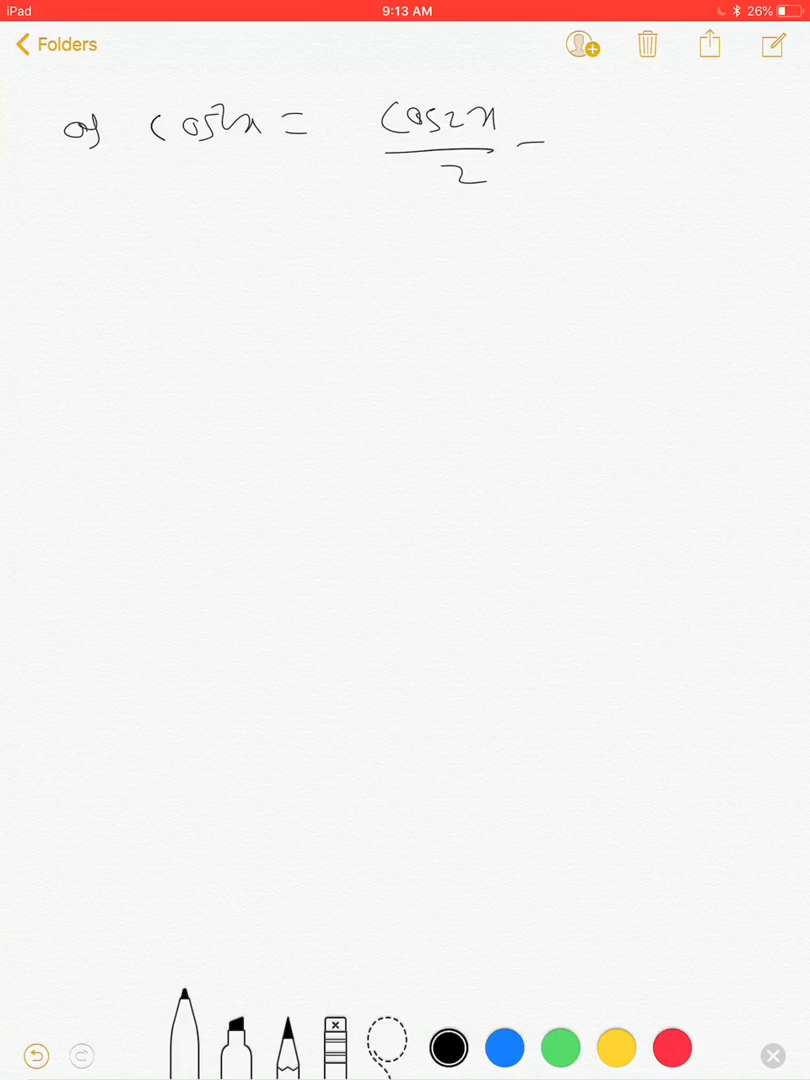 iPad 9:13 AM 26%
Folders
a) cos²x = cos2x/2 -